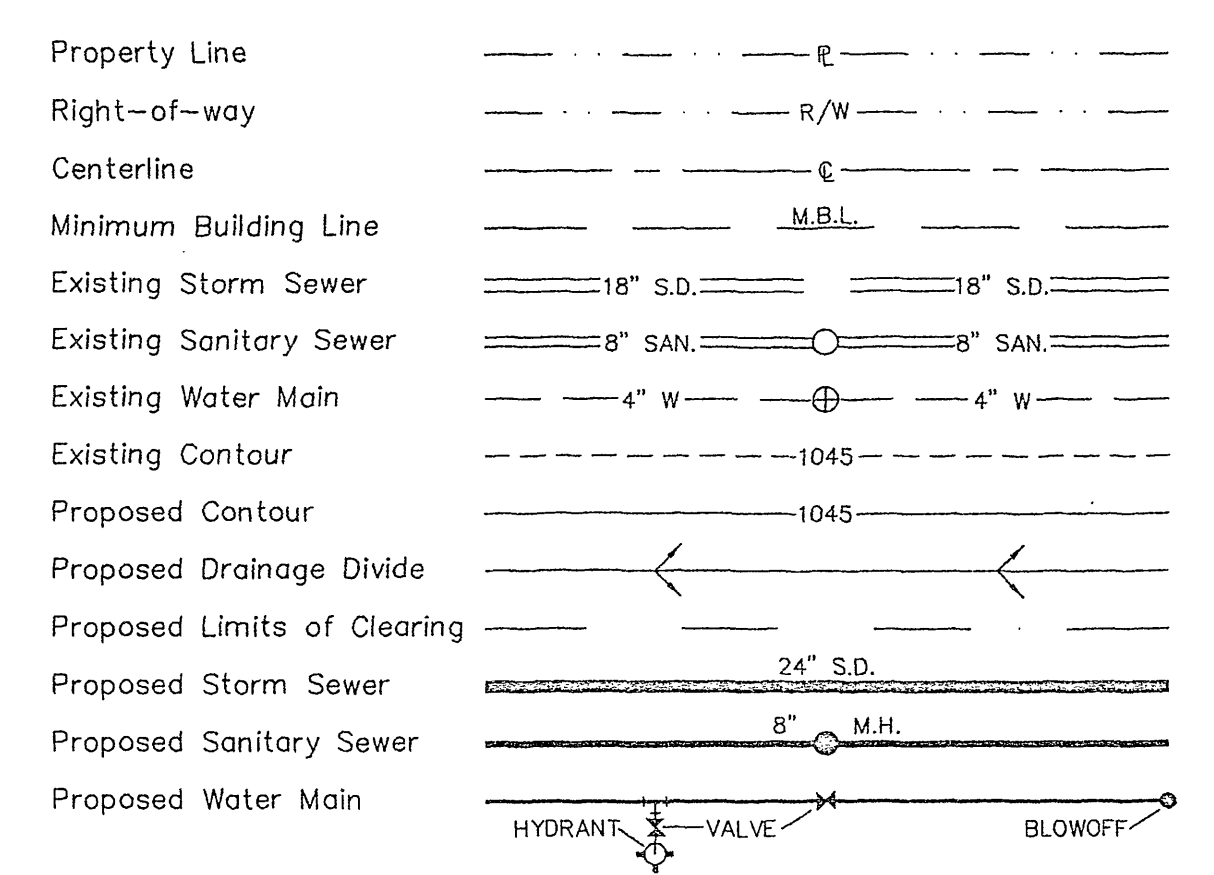 Property Line ℙL
Right-of-way R/W
Centerline ℄
Minimum Building Line M.B.L.
Existing Storm Sewer 18" S.D. 18" S.D.
Existing Sanitary Sewer 8" SAN. 8" SAN.
Existing Water Main 4" W 4" W
Existing Contour 1045
Proposed Contour 1045
Proposed Drainage Divide
Proposed Limits of Clearing
24" S.D.
Proposed Storm Sewer
8" M.H.
Proposed Sanitary Sewer
Proposed Water Main
HYDRANT VALVE BLOWOFF